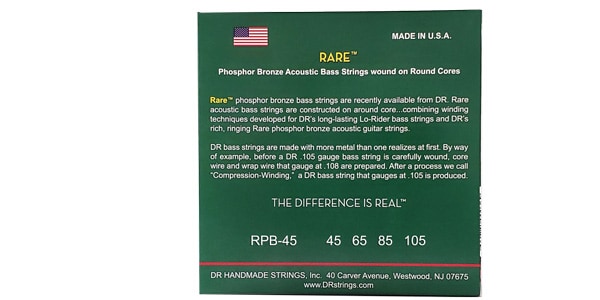 MADE IN U.S.A.
RARE™
Phosphor Bronze Acoustic Bass Strings wound on Round Cores
Rare™ phosphor bronze bass strings are recently available from DR. Rare
acoustic bass strings are constructed on around core...combining winding
techniques developed for DR's long-lasting Lo-Rider bass strings and DR's
rich, ringing Rare phosphor bronze acoustic guitar strings.
DR bass strings are made with more metal than one realizes at first. By way
of example, before a DR .105 gauge bass string is carefully wound, core
wire and wrap wire that gauge at .108 are prepared. After a process we call
"Compression-Winding," a DR bass string that gauges at .105 is produced.
THE DIFFERENCE IS REAL™
RPB-45 45 65 85 105
DR HANDMADE STRINGS, Inc. 40 Carver Avenue, Westwood, NJ 07675
www.DRstrings.com